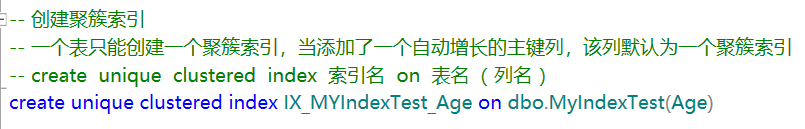 -- 创建聚簇索引
-- 一个表只能创建一个聚簇索引，当添加了一个自动增长的主键列，该列默认为一个聚簇索引
-- create  unique  clustered  index  索引名  on  表名（列名）
create unique clustered index IX_MYIndexTest_Age on dbo.MyIndexTest(Age)